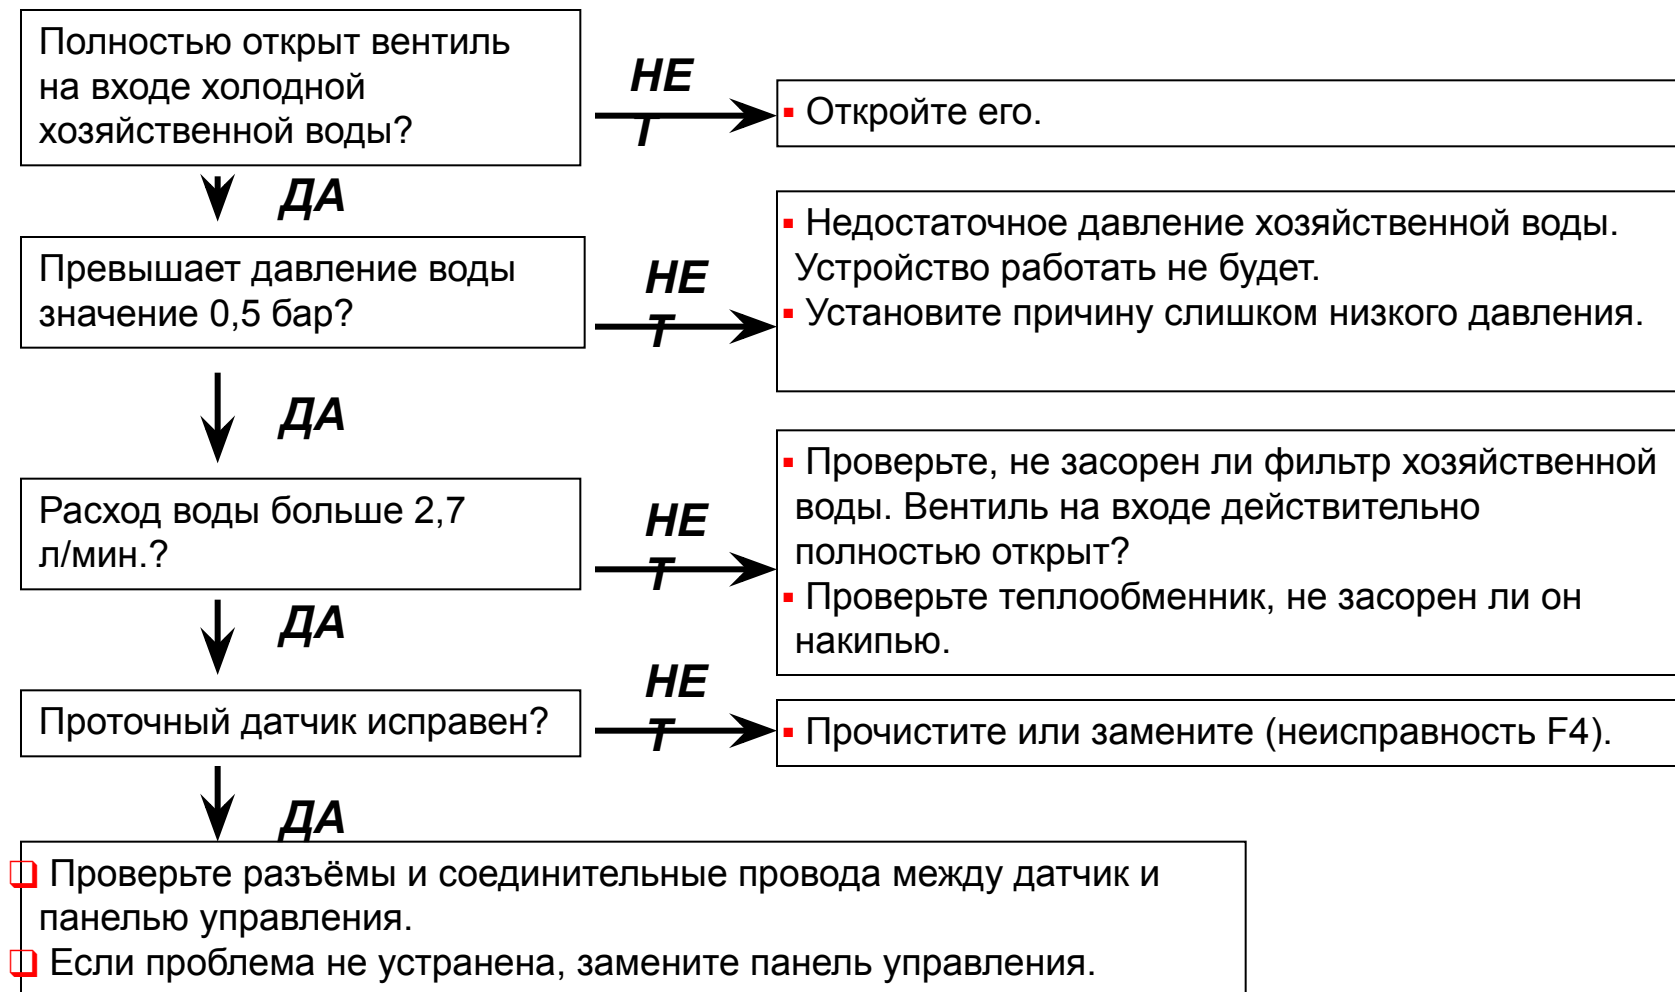 Полностью открыт вентиль
на входе холодной
хозяйственной воды?
НЕ
Т
▪ Откройте его.
ДА
Превышает давление воды
значение 0,5 бар?
НЕ
Т
▪ Недостаточное давление хозяйственной воды.
Устройство работать не будет.
▪ Установите причину слишком низкого давления.
ДА
Расход воды больше 2,7
л/мин.?
НЕ
Т
▪ Проверьте, не засорен ли фильтр хозяйственной
воды. Вентиль на входе действительно
полностью открыт?
▪ Проверьте теплообменник, не засорен ли он
накипью.
ДА
Проточный датчик исправен?
НЕ
Т
▪ Прочистите или замените (неисправность F4).
ДА
❑ Проверьте разъёмы и соединительные провода между датчик и
панелью управления.
❑ Если проблема не устранена, замените панель управления.